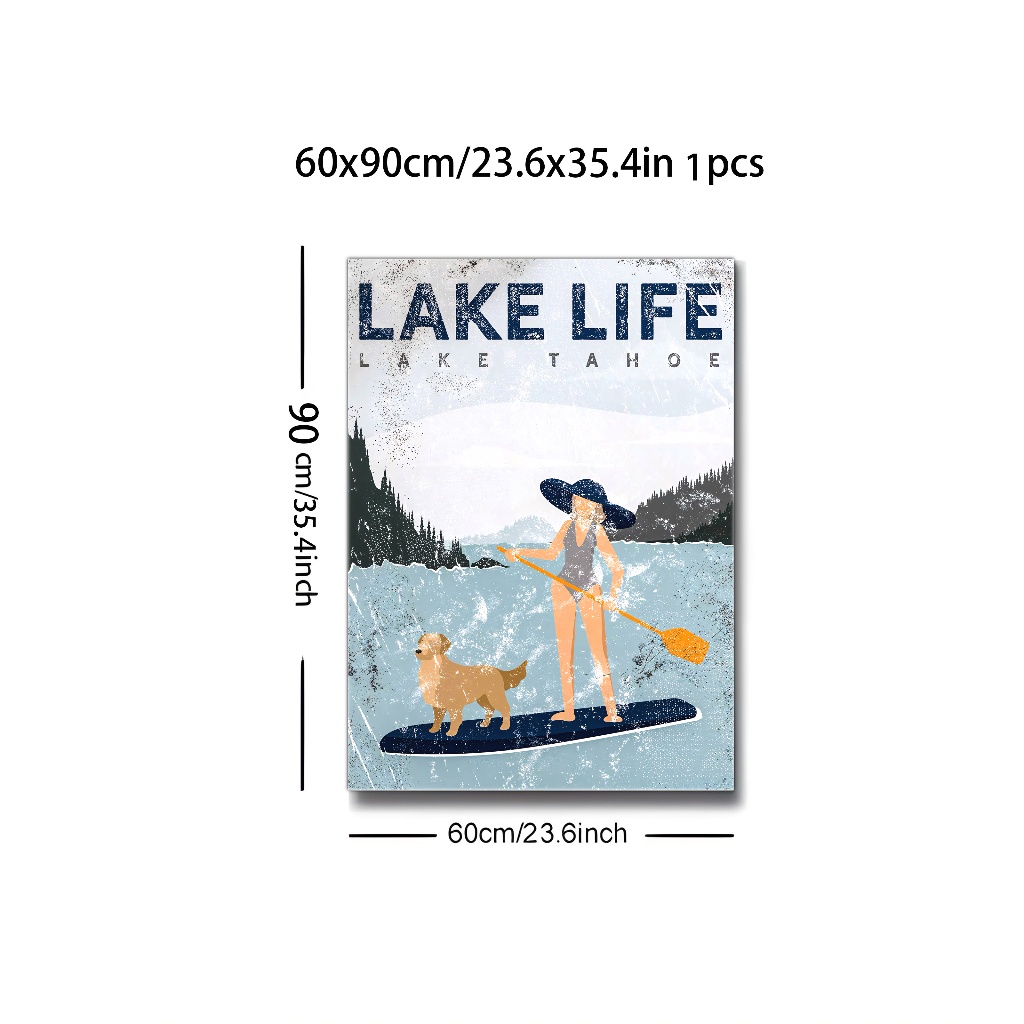 60x90cm/23.6x35.4in 1pcs
LAKE LIFE
LAKE TAHOE
90 cm/35.4inch
60cm/23.6inch